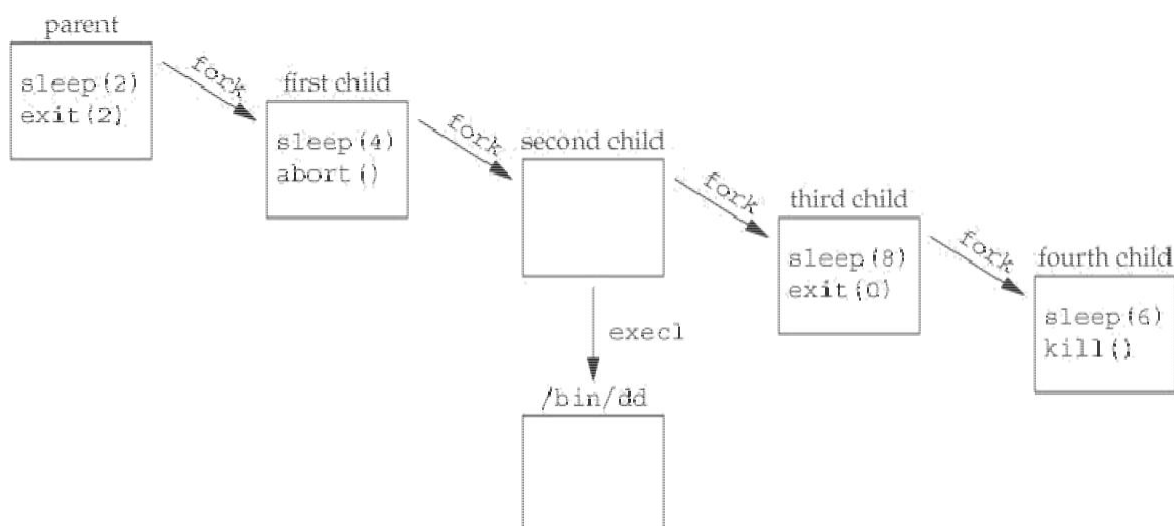 parent
sleep(2)
exit(2)
fork
first child
sleep(4)
abort()
fork
second child
fork
third child
sleep(8)
exit(0)
fork
fourth child
sleep(6)
kill()
execl
/bin/dd